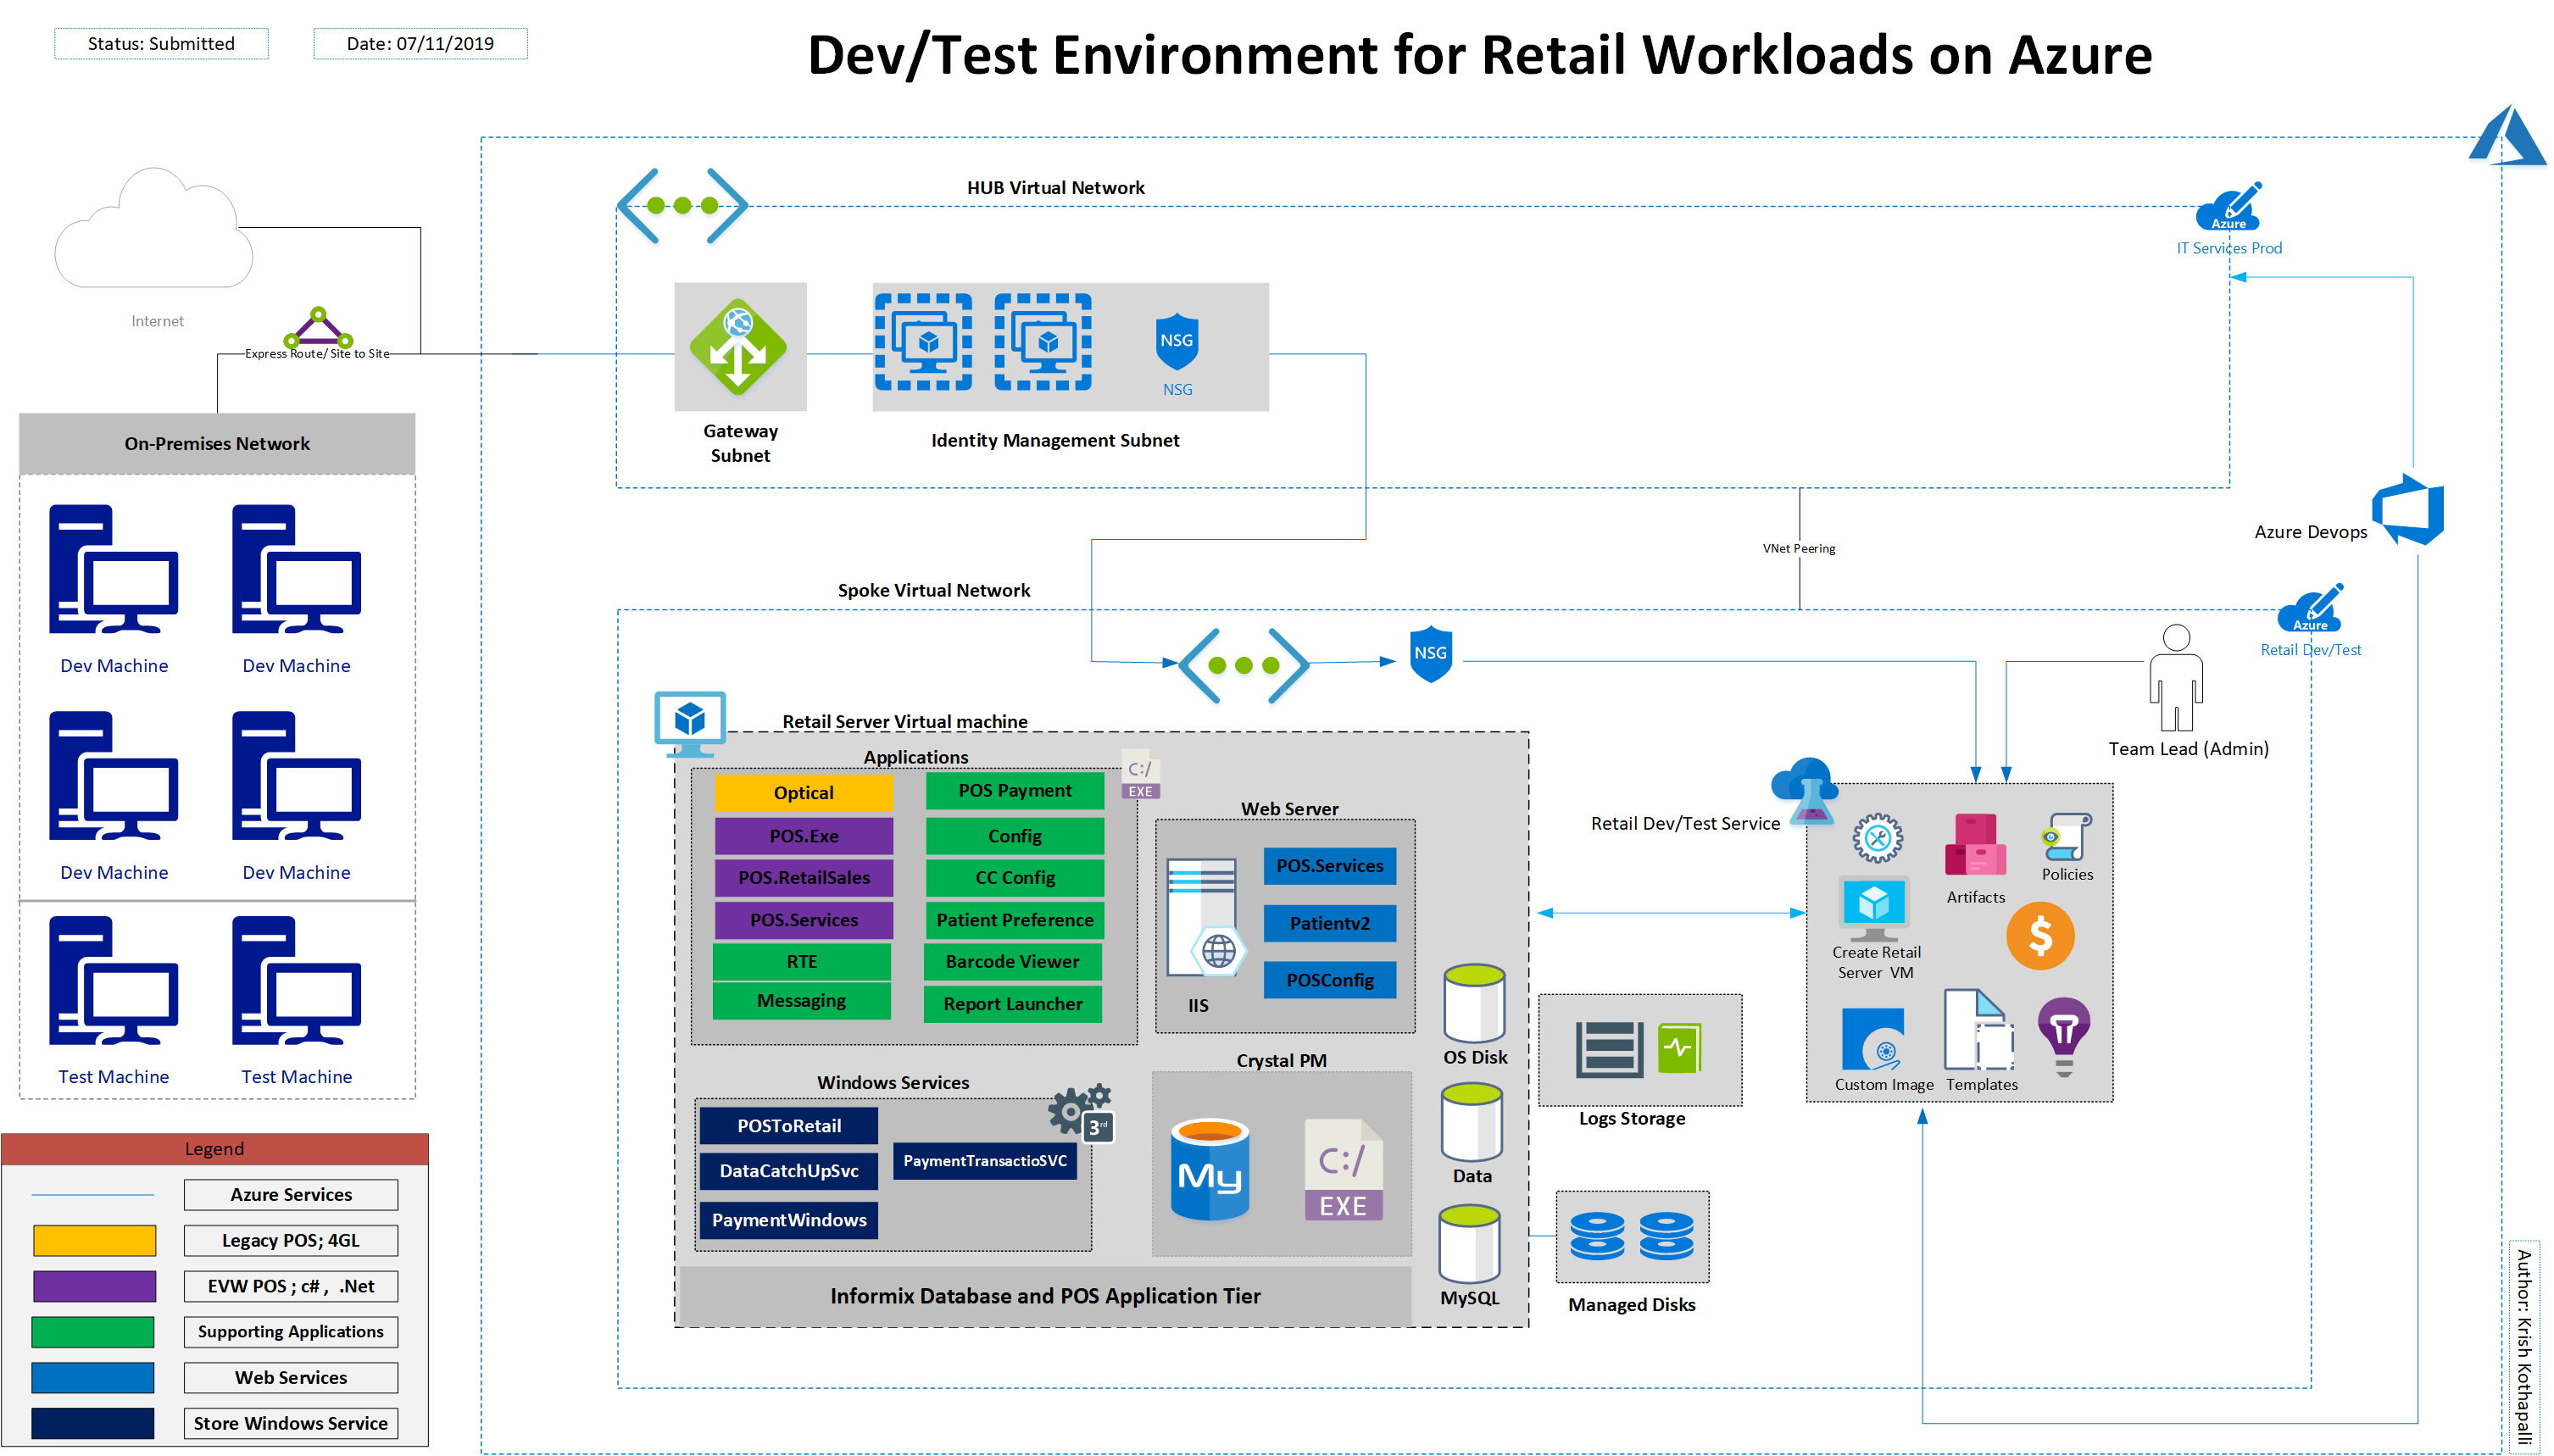 Status: Submitted
Date: 07/11/2019
Dev/Test Environment for Retail Workloads on Azure
HUB Virtual Network
Azure
IT Services Prod
Internet
Express Route/ Site to Site
NSG
NSG
Gateway
Subnet
Identity Management Subnet
On-Premises Network
Dev Machine
Dev Machine
Dev Machine
Dev Machine
Test Machine
Test Machine
Azure Devops
VNet Peering
Spoke Virtual Network
NSG
Azure
Retail Dev/Test
Team Lead (Admin)
Retail Server Virtual machine
Applications
C:/
EXE
Optical
POS.Exe
POS.RetailSales
POS.Services
RTE
Messaging
POS Payment
Config
CC Config
Patient Preference
Barcode Viewer
Report Launcher
Web Server
POS.Services
Patientv2
POSConfig
IIS
Windows Services
3rd
POSToRetail
DataCatchUpSvc
PaymentWindows
PaymentTransactioSVC
Crystal PM
My
C:/
EXE
OS Disk
Data
MySQL
Informix Database and POS Application Tier
Logs Storage
Managed Disks
Retail Dev/Test Service
Artifacts
Policies
Create Retail
Server VM
$
Custom Image
Templates
Legend
Azure Services
Legacy POS; 4GL
EVW POS ; c# , .Net
Supporting Applications
Web Services
Store Windows Service
Author: Krish Kothapalli